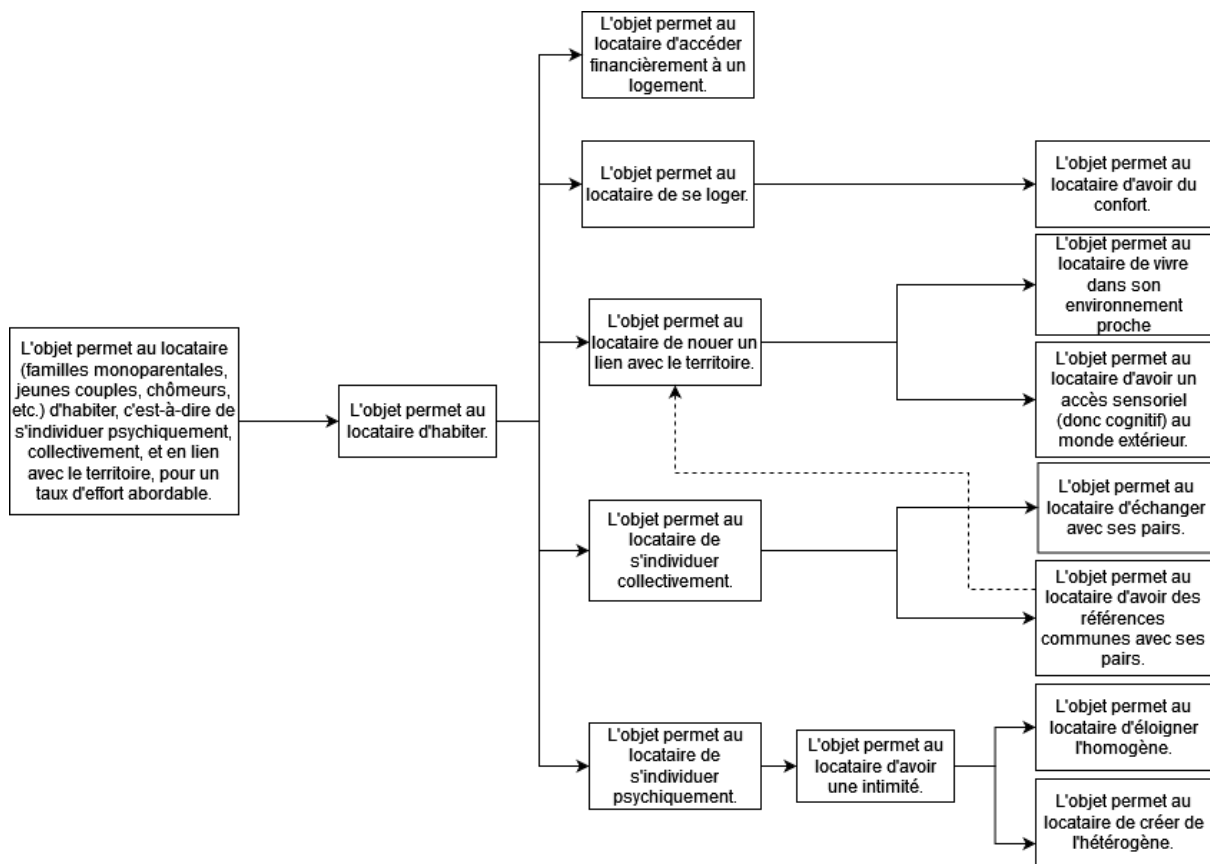 L'objet permet au locataire
(familles monoparentales,
jeunes couples, chômeurs,
etc.) d'habiter, c'est-à-dire de
s'individuer psychiquement,
collectivement, et en lien
avec le territoire, pour un
taux d'effort abordable.
L'objet permet au
locataire d'habiter.
L'objet permet au
locataire d'accéder
financièrement à un
logement.
L'objet permet au
locataire de se loger.
L'objet permet au
locataire d'avoir du
confort.
L'objet permet au
locataire de nouer un
lien avec le territoire.
L'objet permet au
locataire de vivre
dans son
environnement
proche
L'objet permet au
locataire d'avoir un
accès sensoriel
(donc cognitif) au
monde extérieur.
L'objet permet au
locataire de
s'individuer
collectivement.
L'objet permet au
locataire d'échanger
avec ses pairs.
L'objet permet au
locataire d'avoir des
références
communes avec ses
pairs.
L'objet permet au
locataire de
s'individuer
psychiquement.
L'objet permet au
locataire d'avoir
une intimité.
L'objet permet au
locataire d'éloigner
l'homogène.
L'objet permet au
locataire de créer de
l'hétérogène.